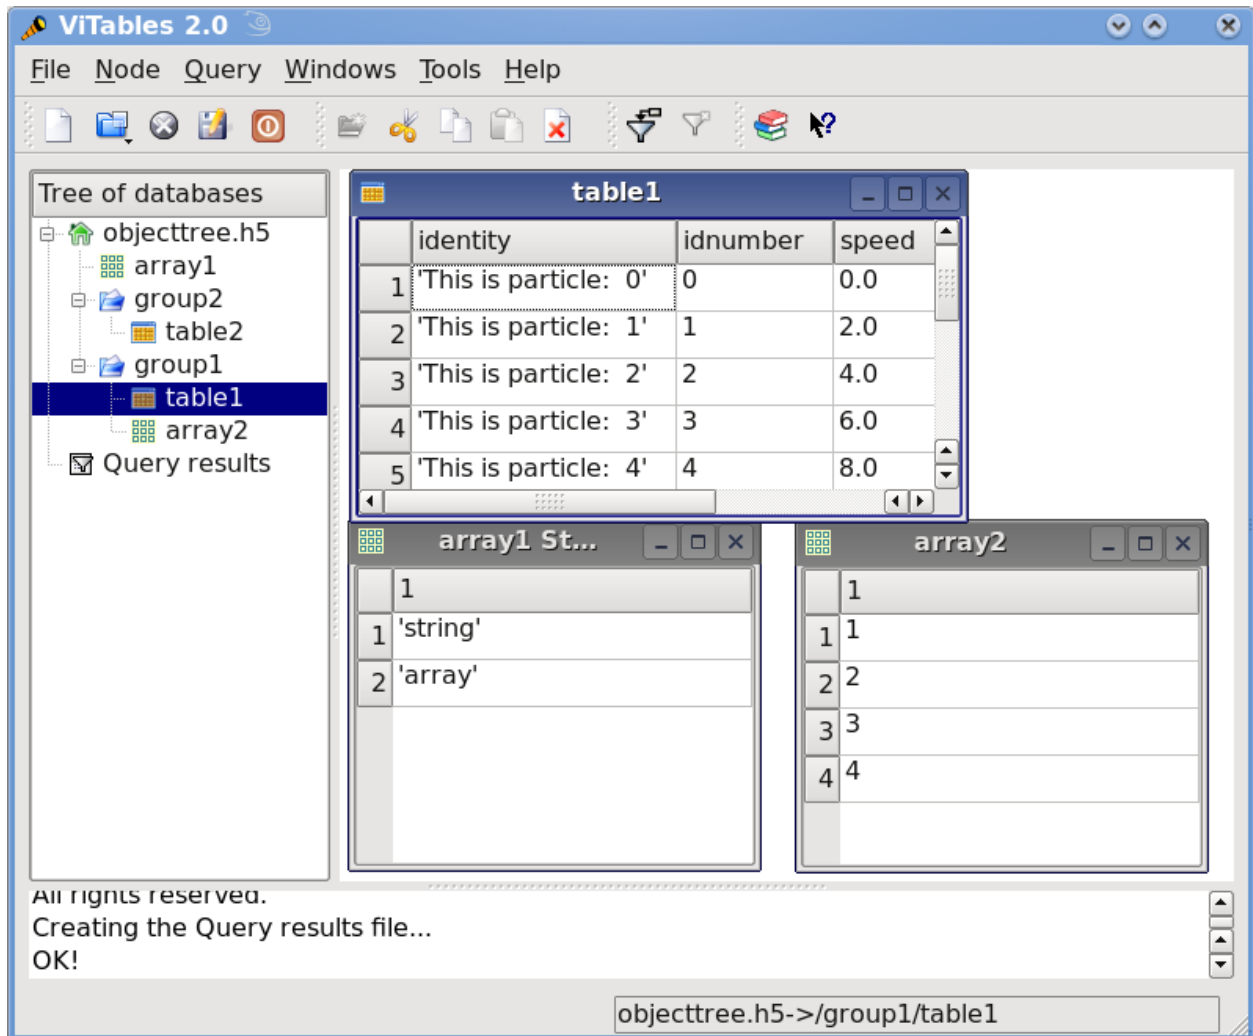 ViTables 2.0
File Node Query Windows Tools Help
Tree of databases
objecttree.h5
array1
group2
table2
group1
table1
array2
Query results
table1
identity idnumber speed
1 'This is particle:  0' 0 0.0
2 'This is particle:  1' 1 2.0
3 'This is particle:  2' 2 4.0
4 'This is particle:  3' 3 6.0
5 'This is particle:  4' 4 8.0
array1 St...
1
1 'string'
2 'array'
array2
1
1 1
2 2
3 3
4 4
All rights reserved.
Creating the Query results file...
OK!
objecttree.h5->/group1/table1